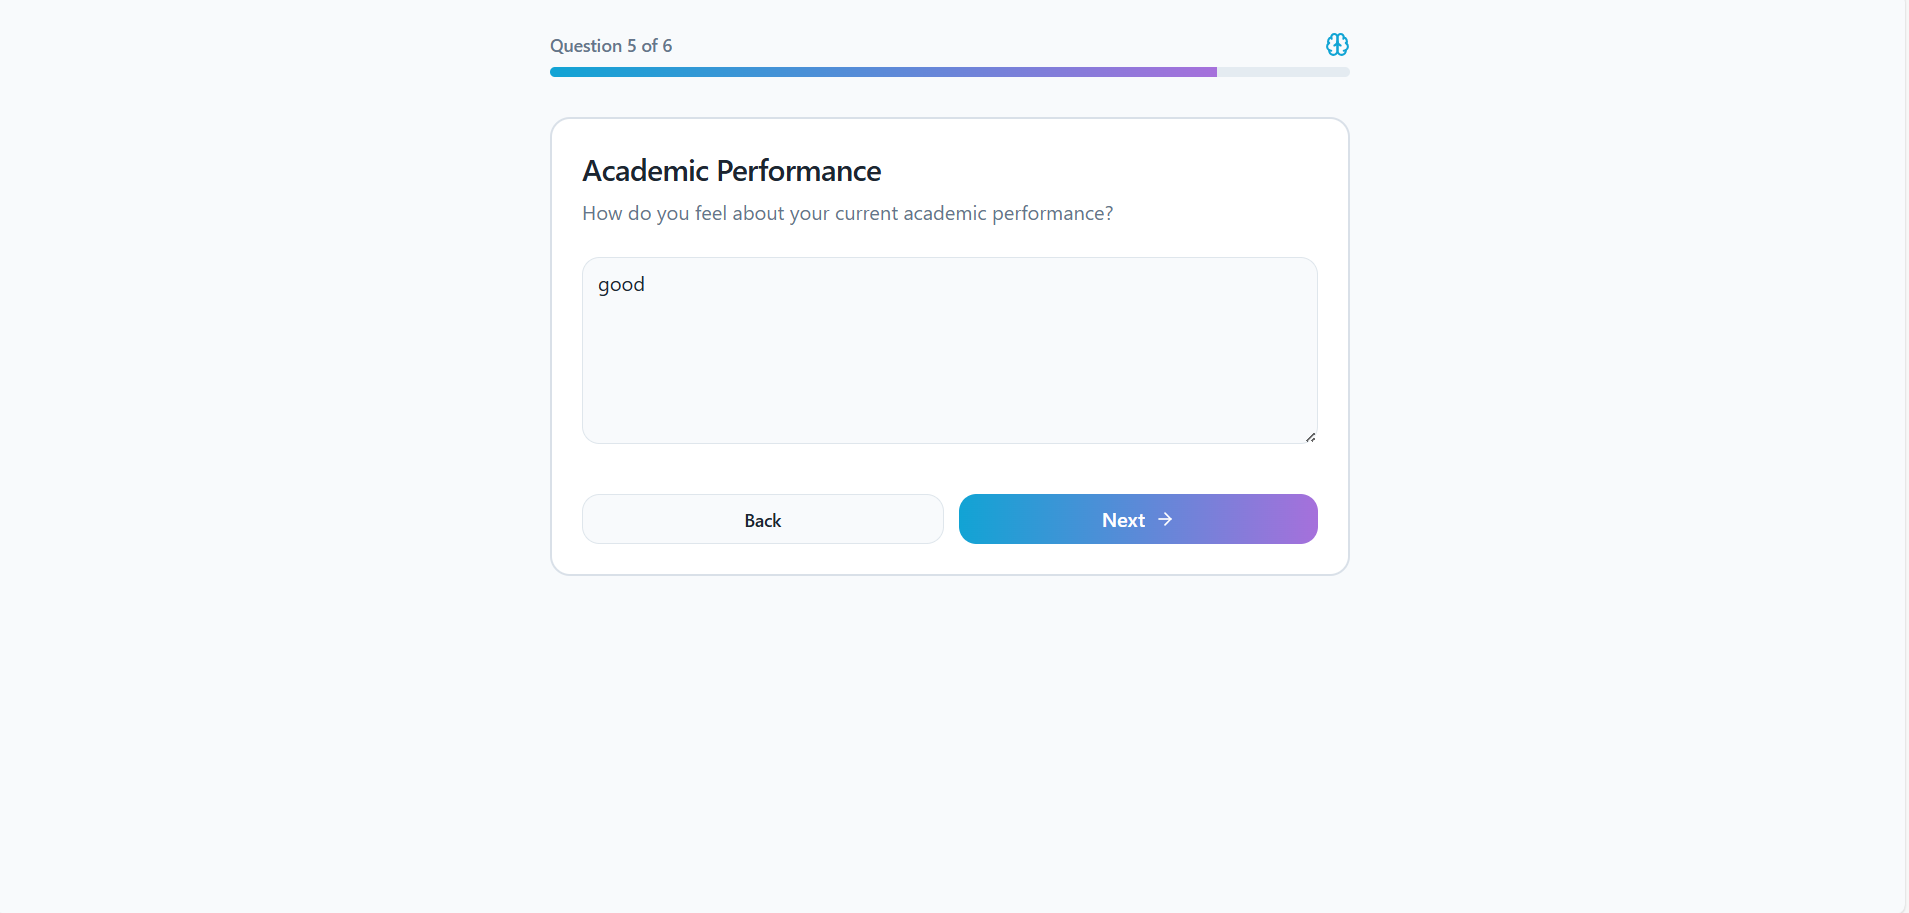 Question 5 of 6
Academic Performance
How do you feel about your current academic performance?
good
Back
Next